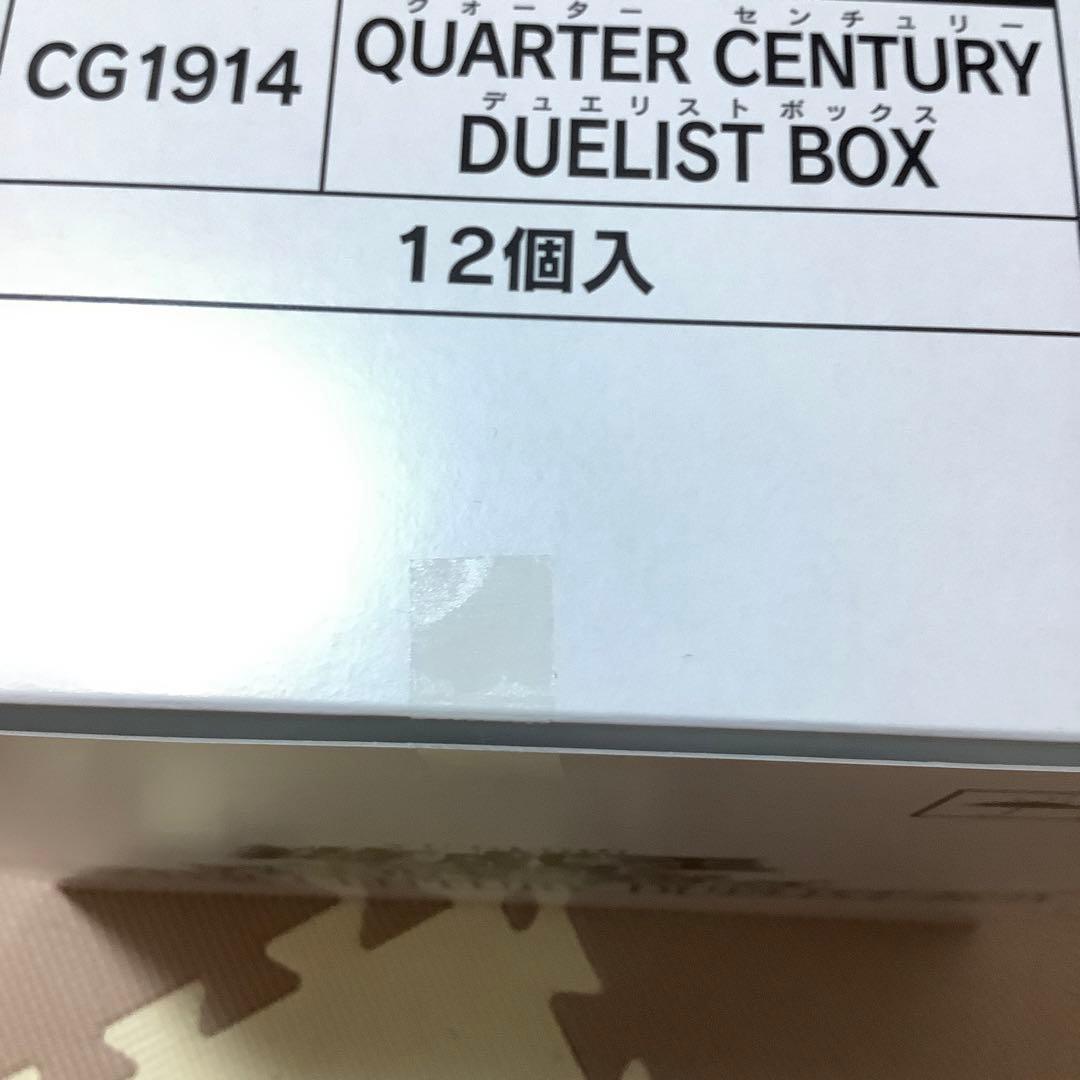 CG1914
クォーター センチュリー
QUARTER CENTURY
デュエリストボックス
DUELIST BOX
12個入